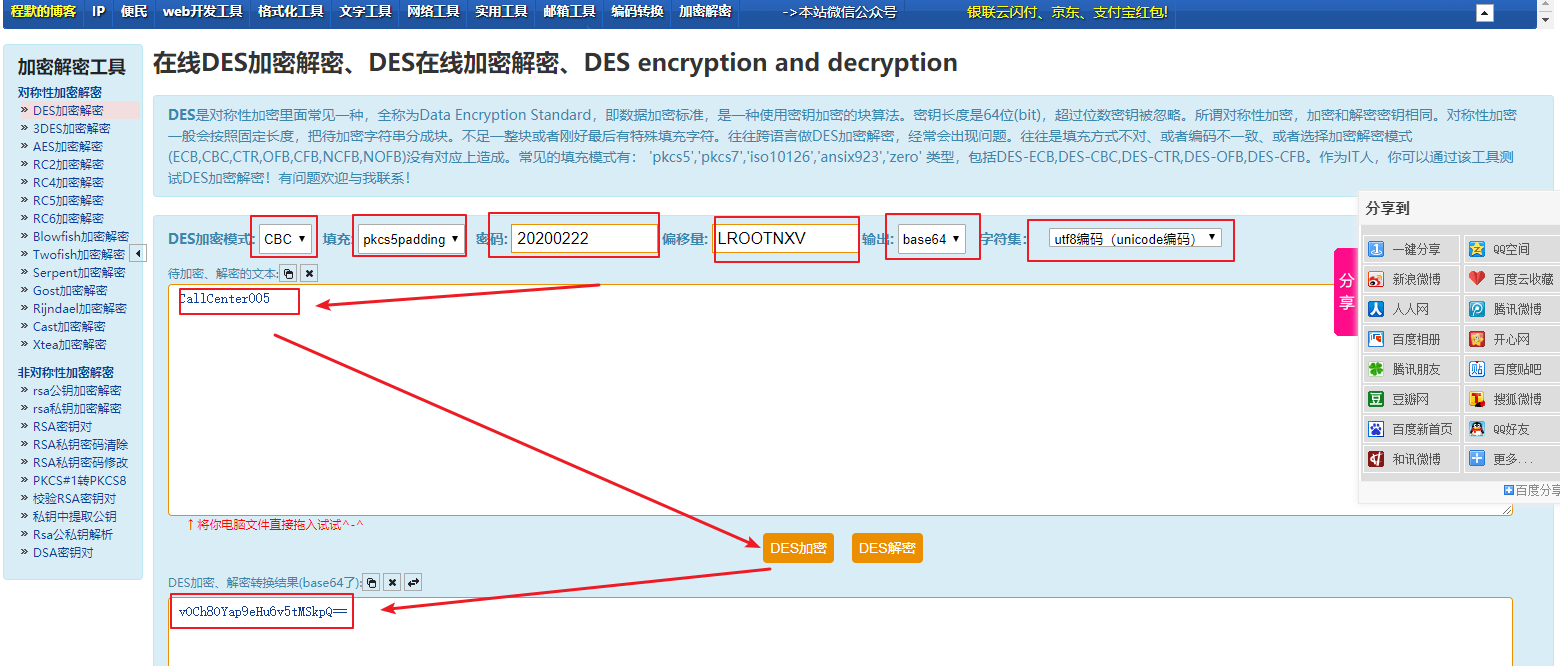 程默的博客 IP 便民 web开发工具 格式化工具 文字工具 网络工具 实用工具 邮箱工具 编码转换 加密解密 ->本站微信公众号 银联云闪付、京东、支付宝红包!
加密解密工具
对称性加密解密
» DES加密解密
» 3DES加密解密
» AES加密解密
» RC2加密解密
» RC4加密解密
» RC5加密解密
» RC6加密解密
» Blowfish加密解密
» Twofish加密解密
» Serpent加密解密
» Gost加密解密
» Rijndael加密解密
» Cast加密解密
» Xtea加密解密
非对称性加密解密
» rsa公钥加密解密
» rsa私钥加密解密
» RSA密钥对
» RSA私钥密码清除
» RSA私钥密码修改
» PKCS#1转PKCS8
» 校验RSA密钥对
» 私钥中提取公钥
» Rsa公私钥解析
» DSA密钥对
在线DES加密解密、DES在线加密解密、DES encryption and decryption
DES是对称性加密里面常见一种，全称为Data Encryption Standard，即数据加密标准，是一种使用密钥加密的块算法。密钥长度是64位(bit)，超过位数密钥被忽略。所谓对称性加密，加密和解密密钥相同。对称性加密
一般会按照固定长度，把待加密字符串分成块。不足一整块或者刚好最后有特殊填充字符。往往跨语言做DES加密解密，经常会出现问题。往往是填充方式不对、或者编码不一致、或者选择加密解密模式
(ECB,CBC,CTR,OFB,CFB,NCFB,NOFB)没有对应上造成。常见的填充模式有： 'pkcs5','pkcs7','iso10126','ansix923','zero' 类型，包括DES-ECB,DES-CBC,DES-CTR,DES-OFB,DES-CFB。作为IT人，你可以通过该工具测
试DES加密解密！有问题欢迎与我联系！
DES加密模式: CBC 填充: pkcs5padding 密码: 20200222 偏移量: LROOTNXV 输出: base64 字符集: utf8编码（unicode编码）
待加密、解密的文本:
CallCenter005
↑将你电脑文件直接拖入试试^-^
DES加密 DES解密
DES加密、解密转换结果(base64了):
vOCh8OYap9eHu6v5tMSkpQ==
分享
分享到
一键分享 QQ空间
新浪微博 百度云收藏
人人网 腾讯微博
百度相册 开心网
腾讯朋友 百度贴吧
豆瓣网 搜狐微博
百度新首页 QQ好友
和讯微博 更多...
百度分享